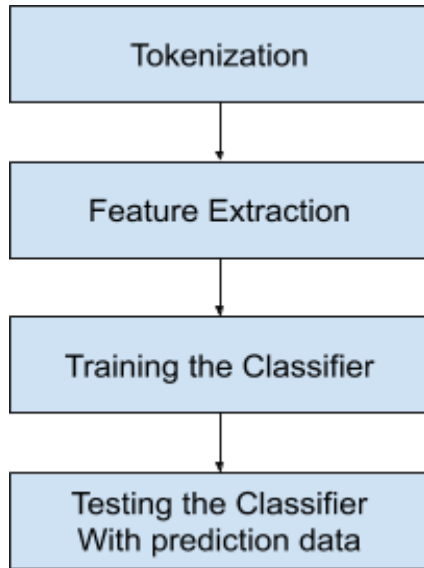 Tokenization
Feature Extraction
Training the Classifier
Testing the Classifier
With prediction data